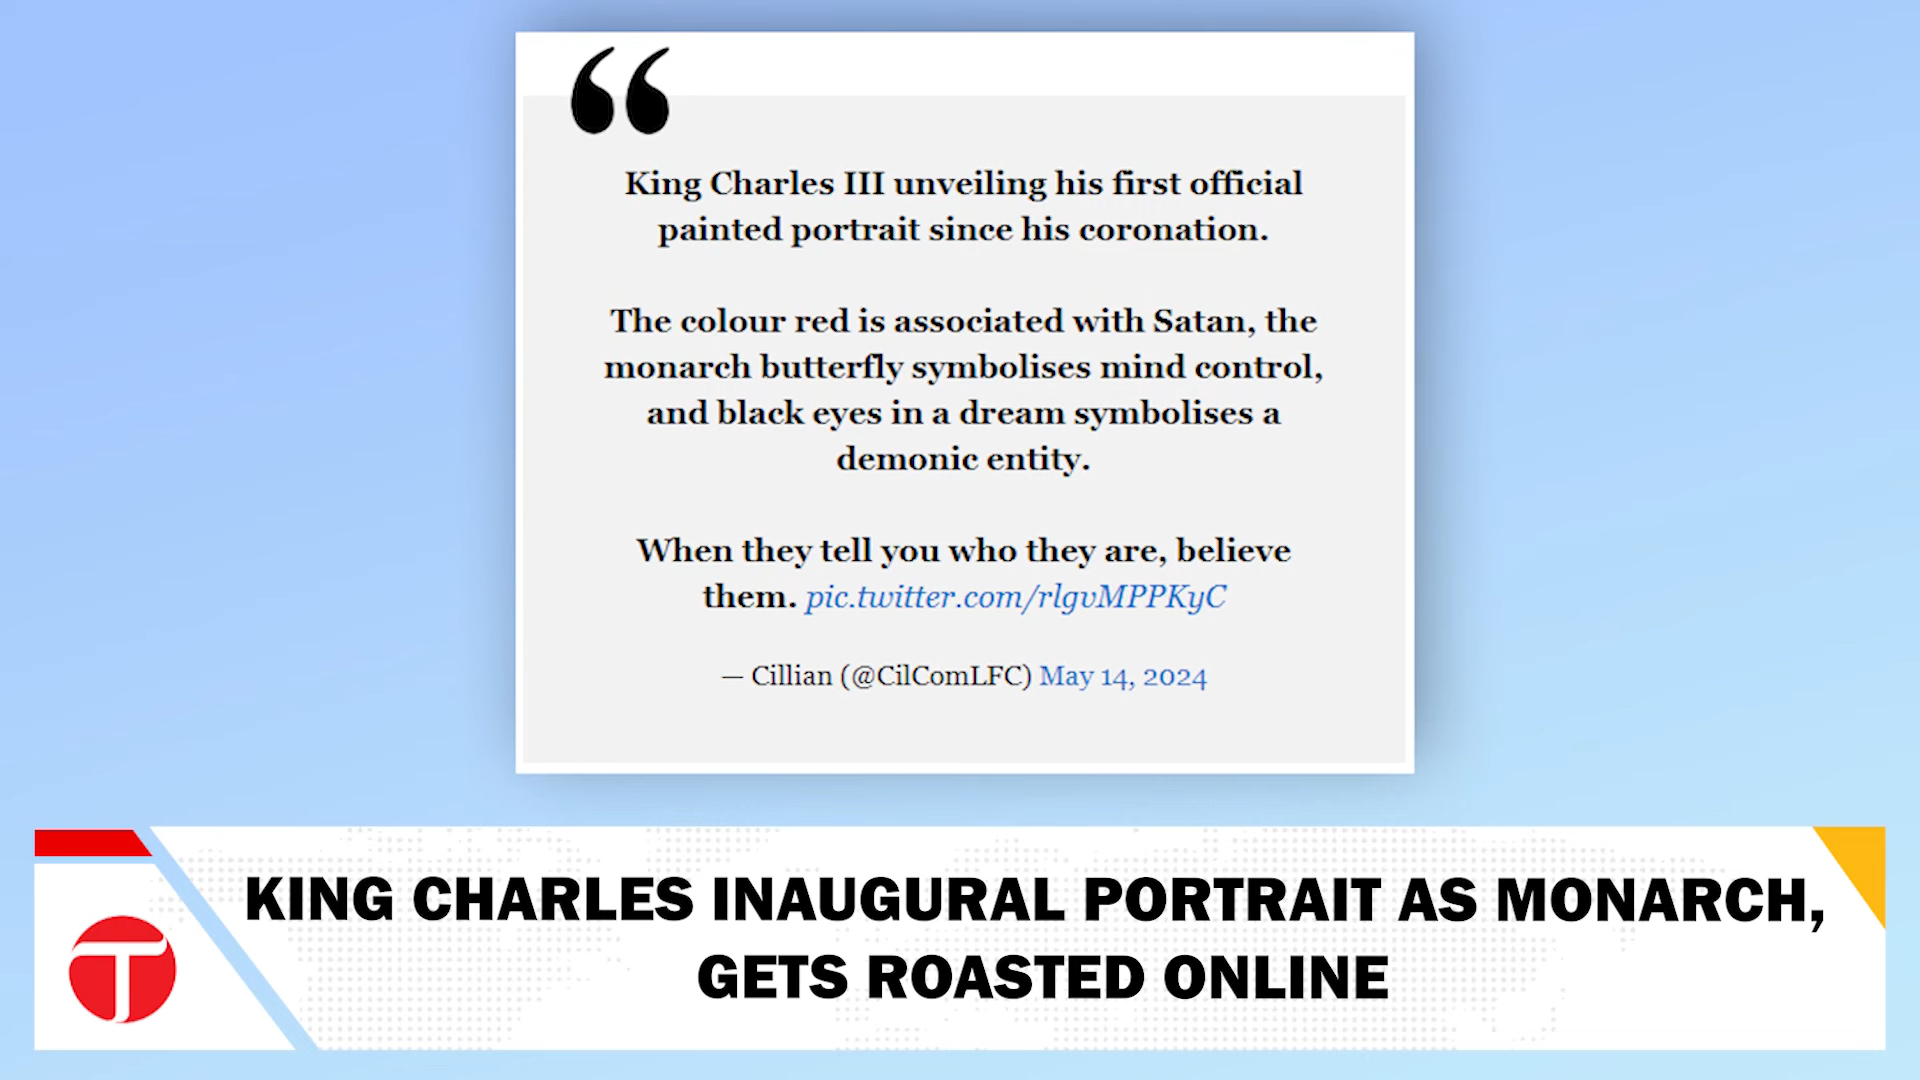 “
King Charles III unveiling his first official
painted portrait since his coronation.
The colour red is associated with Satan, the
monarch butterfly symbolises mind control,
and black eyes in a dream symbolises a
demonic entity.
When they tell you who they are, believe
them. pic.twitter.com/rlgvMPPKyC
— Cillian (@CilComLFC) May 14, 2024
KING CHARLES INAUGURAL PORTRAIT AS MONARCH,
GETS ROASTED ONLINE
T